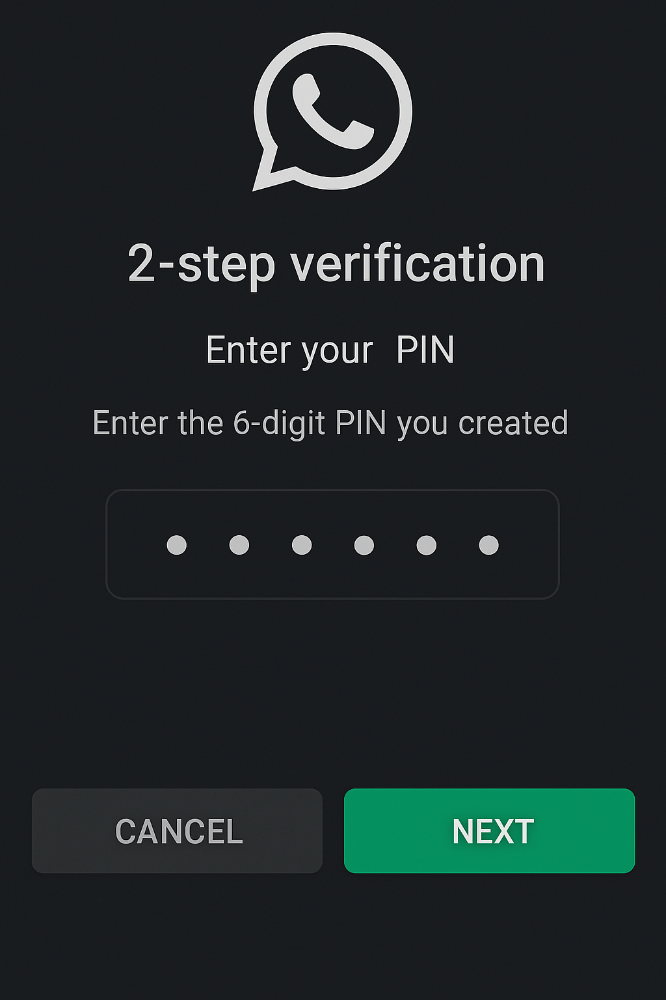 2-step verification
Enter your PIN
Enter the 6-digit PIN you created
CANCEL NEXT